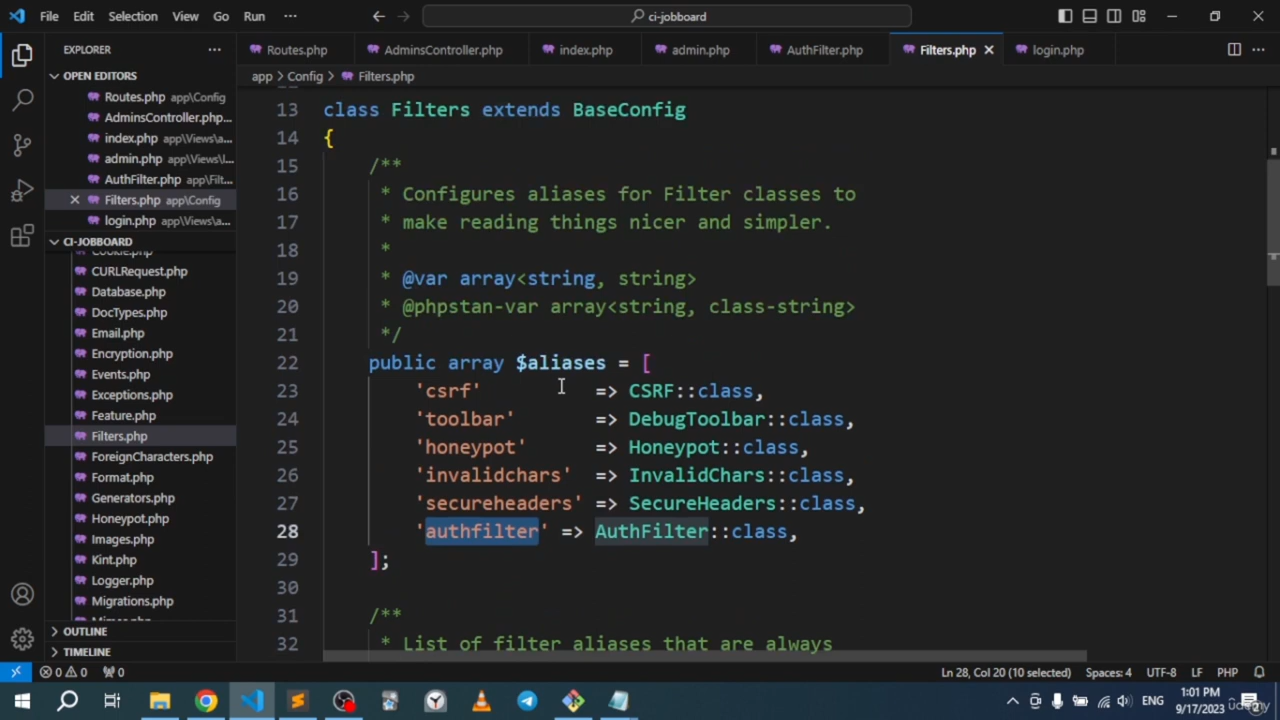 File Edit Selection View Go Run ci-jobboard
EXPLORER
OPEN EDITORS
Routes.php app\Config
AdminsController.php...
index.php app\Views\a...
admin.php app\Views\l...
AuthFilter.php app\Filt...
Filters.php app\Config
login.php app\Views\a...
CI-JOBBOARD
Cookie.php
CURLRequest.php
Database.php
DocTypes.php
Email.php
Encryption.php
Events.php
Exceptions.php
Feature.php
Filters.php
ForeignCharacters.php
Format.php
Generators.php
Honeypot.php
Images.php
Kint.php
Logger.php
Migrations.php
OUTLINE
TIMELINE
Routes.php AdminsController.php index.php admin.php AuthFilter.php Filters.php login.php
app > Config > Filters.php
13 class Filters extends BaseConfig
14 {
15 /**
16 * Configures aliases for Filter classes to
17 * make reading things nicer and simpler.
18 *
19 * @var array<string, string>
20 * @phpstan-var array<string, class-string>
21 */
22 public array $aliases = [
23 'csrf' => CSRF::class,
24 'toolbar' => DebugToolbar::class,
25 'honeypot' => Honeypot::class,
26 'invalidchars' => InvalidChars::class,
27 'secureheaders' => SecureHeaders::class,
28 'authfilter' => AuthFilter::class,
29 ];
30
31 /**
32 * List of filter aliases that are always
0 0 0 Ln 28, Col 20 (10 selected) Spaces: 4 UTF-8 LF PHP
ENG 1:01 PM
9/17/2023
udemy